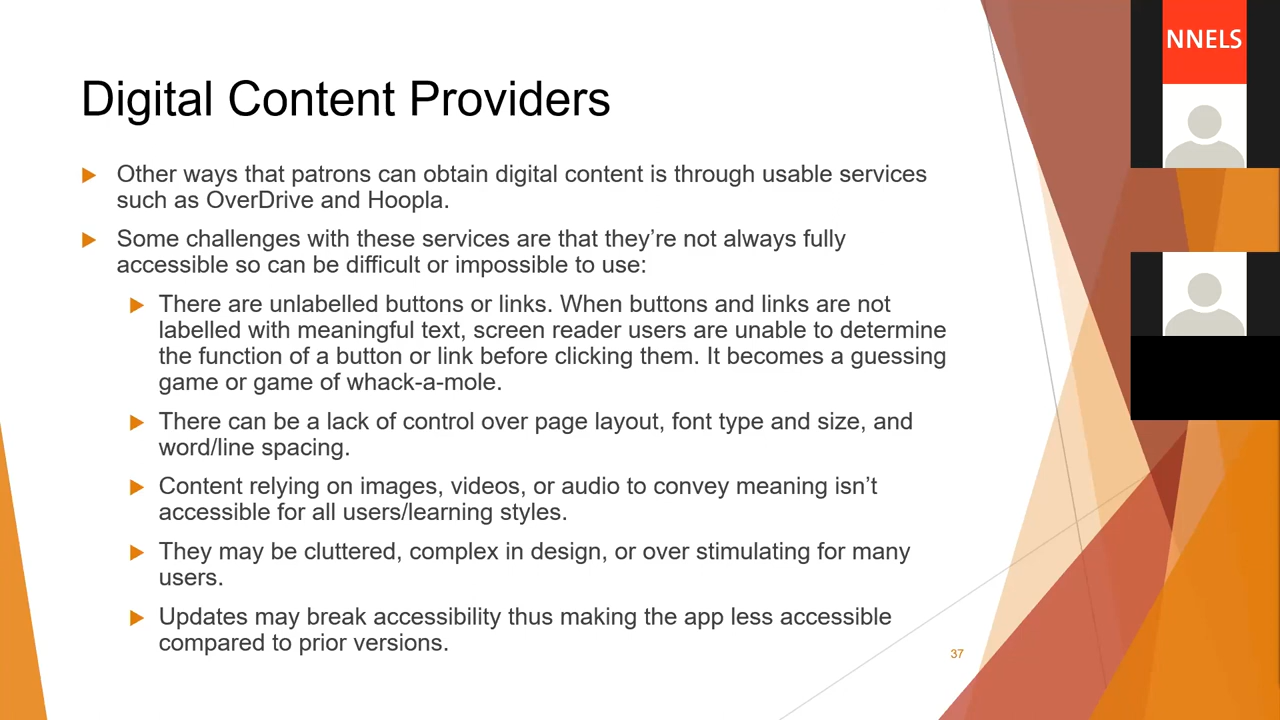 NNELS
Digital Content Providers
Other ways that patrons can obtain digital content is through usable services
such as OverDrive and Hoopla.
Some challenges with these services are that they’re not always fully
accessible so can be difficult or impossible to use:
There are unlabelled buttons or links. When buttons and links are not
labelled with meaningful text, screen reader users are unable to determine
the function of a button or link before clicking them. It becomes a guessing
game or game of whack-a-mole.
There can be a lack of control over page layout, font type and size, and
word/line spacing.
Content relying on images, videos, or audio to convey meaning isn’t
accessible for all users/learning styles.
They may be cluttered, complex in design, or over stimulating for many
users.
Updates may break accessibility thus making the app less accessible
compared to prior versions.
37